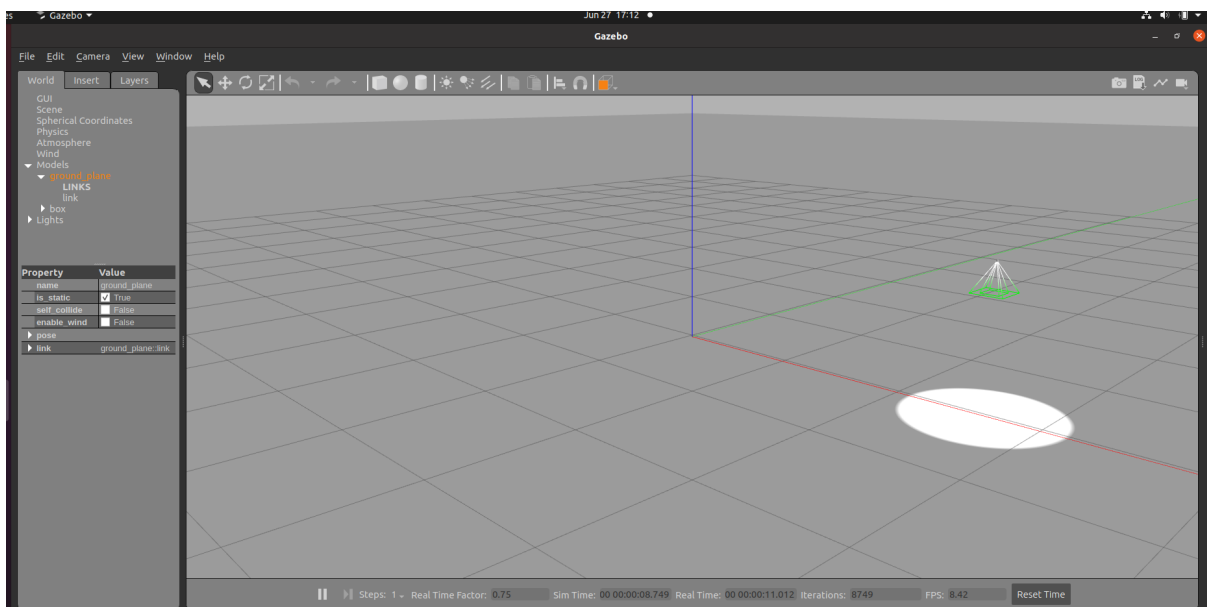 Gazebo Jun 27 17:12
Gazebo
File Edit Camera View Window Help
World Insert Layers
GUI
Scene
Spherical Coordinates
Physics
Atmosphere
Wind
Models
ground_plane
LINKS
link
box
Lights
Property Value
name ground_plane
is_static True
self_collide False
enable_wind False
pose
link ground_plane::link
LOG
Steps: 1 Real Time Factor: 0.75 Sim Time: 00 00:00:08.749 Real Time: 00 00:00:11.012 Iterations: 8749 FPS: 8.42 Reset Time